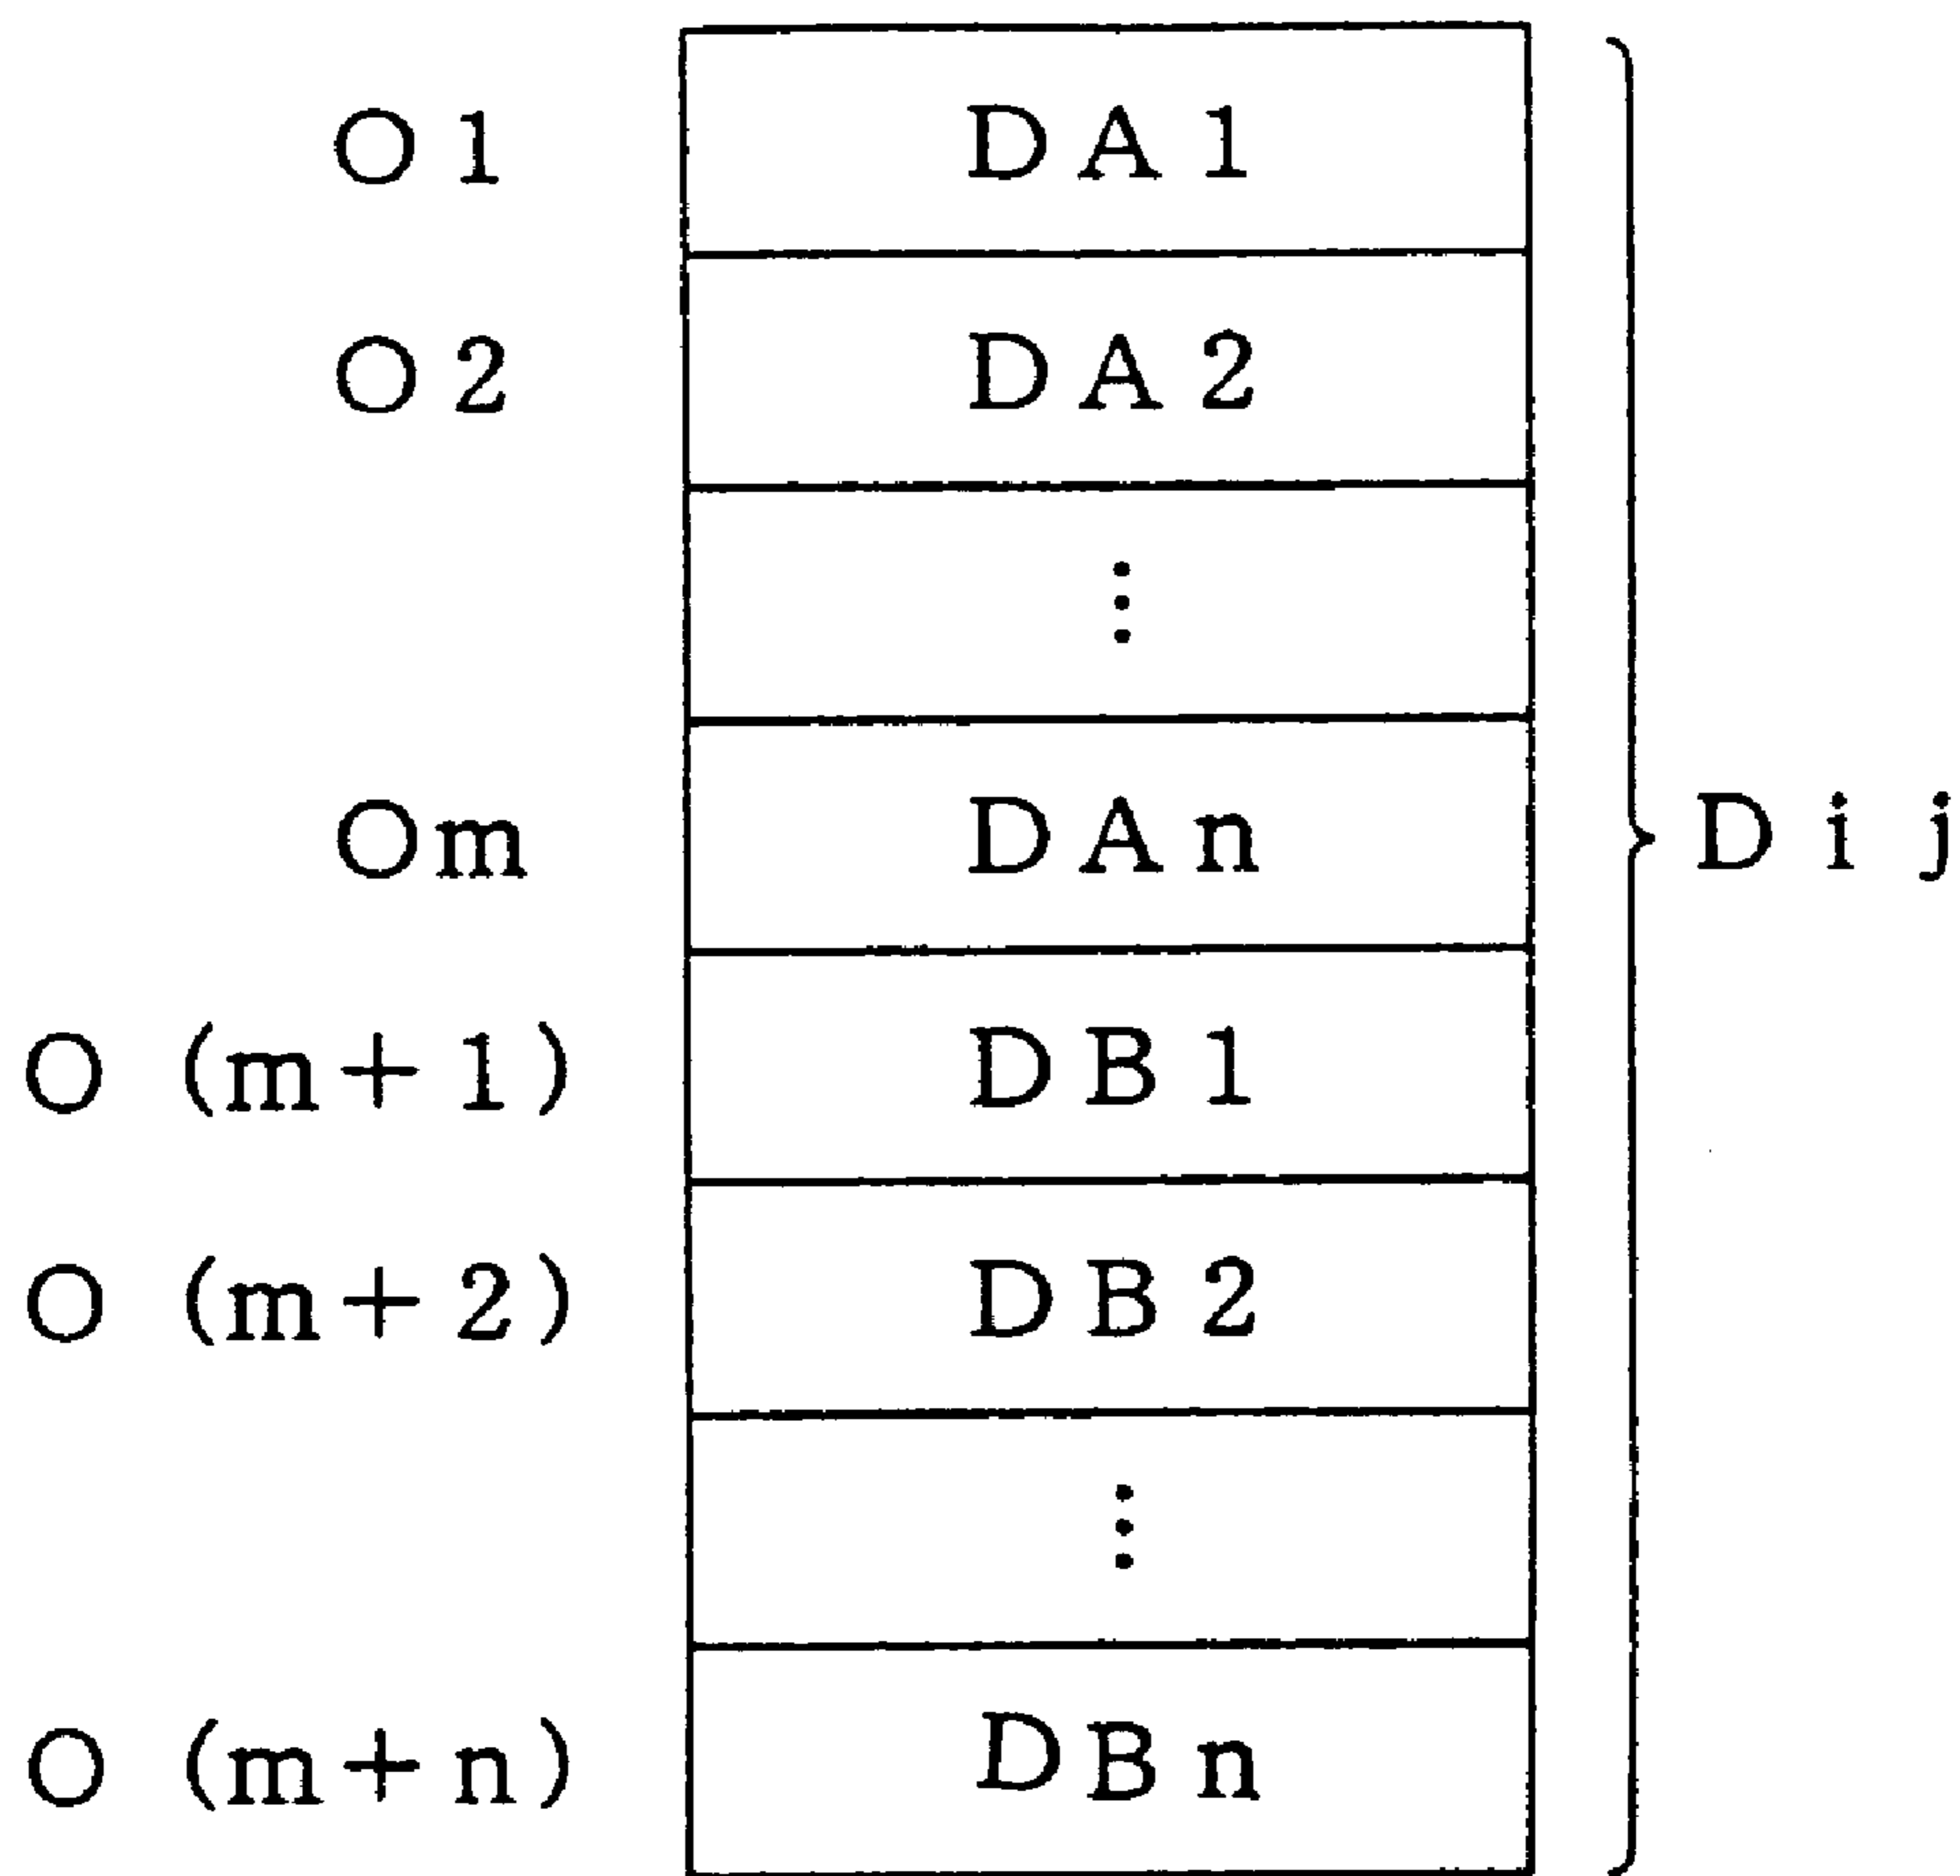 O1 DA1
O2 DA2
⋮
Om DAn Dij
O(m+1) DB1
O(m+2) DB2
⋮
O(m+n) DBn